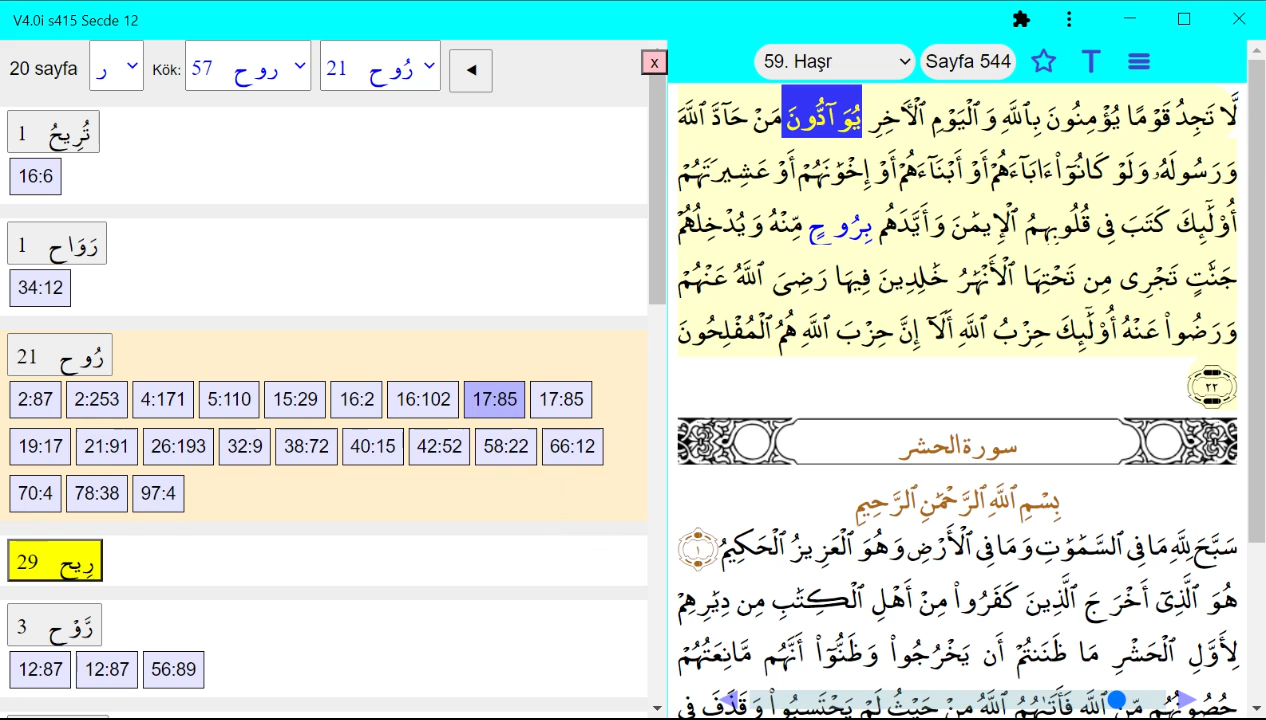 V4.0i s415 Secde 12
20 sayfa
ر
Kök:
57 روح
21 رُوح
◄
x
1 تُرِيحُ
16:6
1 رَوَاح
34:12
21 رُوح
2:87 2:253 4:171 5:110 15:29 16:2 16:102 17:85 17:85
19:17 21:91 26:193 32:9 38:72 40:15 42:52 58:22 66:12
70:4 78:38 97:4
29 رِيح
3 رَّوْح
12:87 12:87 56:89
59. Haşr
Sayfa 544
T
لَّا تَجِدُ قَوْمًا يُؤْمِنُونَ بِٱللَّهِ وَٱلْيَوْمِ ٱلْأَخِرِ يُوَآدُّونَ مَنْ حَآدَّ ٱللَّهَ
وَرَسُولَهُۥ وَلَوْ كَانُوٓا۟ ءَابَآءَهُمْ أَوْ أَبْنَآءَهُمْ أَوْ إِخْوَٰنَهُمْ أَوْ عَشِيرَتَهُمْ
أُو۟لَٰٓئِكَ كَتَبَ فِى قُلُوبِهِمُ ٱلْإِيمَٰنَ وَأَيَّدَهُم بِرُوحٍ مِّنْهُ وَيُدْخِلُهُمْ
جَنَّٰتٍ تَجْرِى مِن تَحْتِهَا ٱلْأَنْهَٰرُ خَٰلِدِينَ فِيهَا رَضِىَ ٱللَّهُ عَنْهُمْ
وَرَضُوا۟ عَنْهُ أُو۟لَٰٓئِكَ حِزْبُ ٱللَّهِ أَلَآ إِنَّ حِزْبَ ٱللَّهِ هُمُ ٱلْمُفْلِحُونَ
٢٢
سورة الحشر
بِسْمِ ٱللَّهِ ٱلرَّحْمَٰنِ ٱلرَّحِيمِ
سَبَّحَ لِلَّهِ مَا فِى ٱلسَّمَٰوَٰتِ وَمَا فِى ٱلْأَرْضِ وَهُوَ ٱلْعَزِيزُ ٱلْحَكِيمُ ١
هُوَ ٱلَّذِىٓ أَخْرَجَ ٱلَّذِينَ كَفَرُوا۟ مِنْ أَهْلِ ٱلْكِتَٰبِ مِن دِيَٰرِهِمْ
لِأَوَّلِ ٱلْحَشْرِ مَا ظَنَنتُمْ أَن يَخْرُجُوا۟ وَظَنُّوٓا۟ أَنَّهُم مَّانِعَتُهُمْ
حُصُونُهُم مِّنَ ٱللَّهِ فَأَتَىٰهُمُ ٱللَّهُ مِنْ حَيْثُ لَمْ يَحْتَسِبُوا۟ وَقَذَفَ فِى